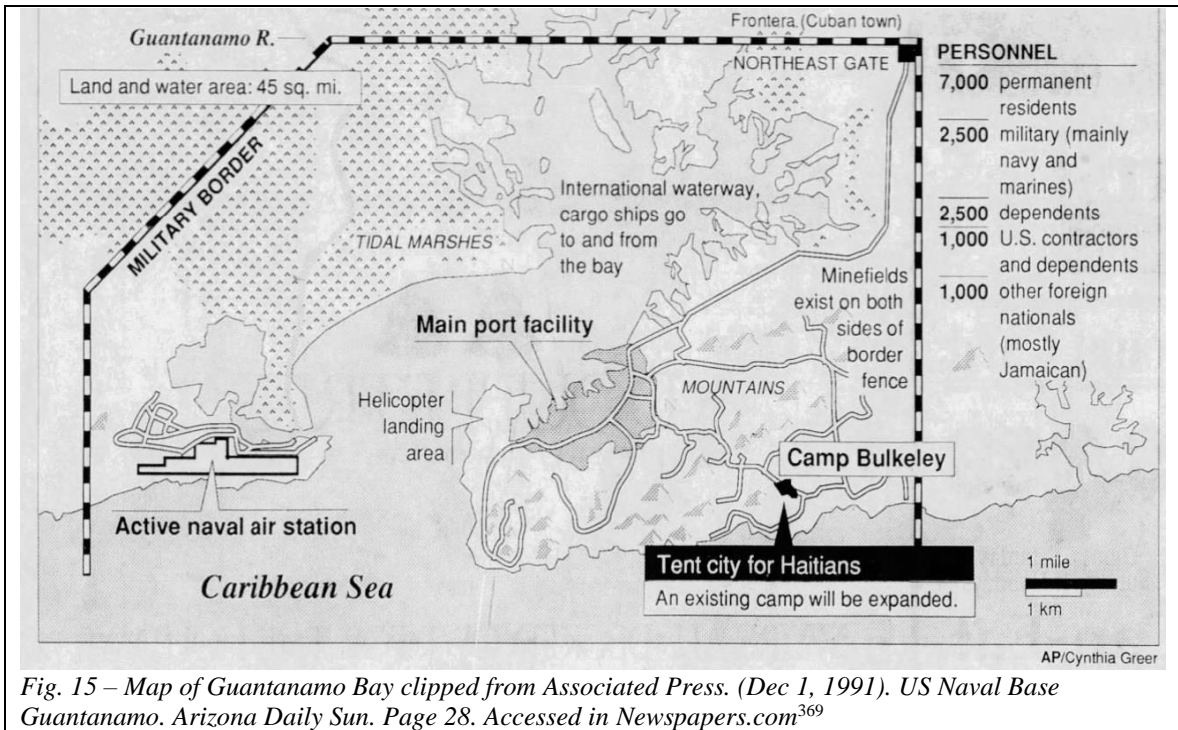 Frontera (Cuban town)
Guantanamo R.
NORTHEAST GATE
Land and water area: 45 sq. mi.
MILITARY BORDER
TIDAL MARSHES
International waterway,
cargo ships go
to and from
the bay
Minefields
exist on both
sides of
border
fence
Main port facility
MOUNTAINS
Helicopter
landing
area
Camp Bulkeley
Active naval air station
Tent city for Haitians
An existing camp will be expanded.
Caribbean Sea
PERSONNEL
7,000 permanent
residents
2,500 military (mainly
navy and
marines)
2,500 dependents
1,000 U.S. contractors
and dependents
1,000 other foreign
nationals
(mostly
Jamaican)
1 mile
1 km
AP/Cynthia Greer
Fig. 15 – Map of Guantanamo Bay clipped from Associated Press. (Dec 1, 1991). US Naval Base
Guantanamo. Arizona Daily Sun. Page 28. Accessed in Newspapers.com369